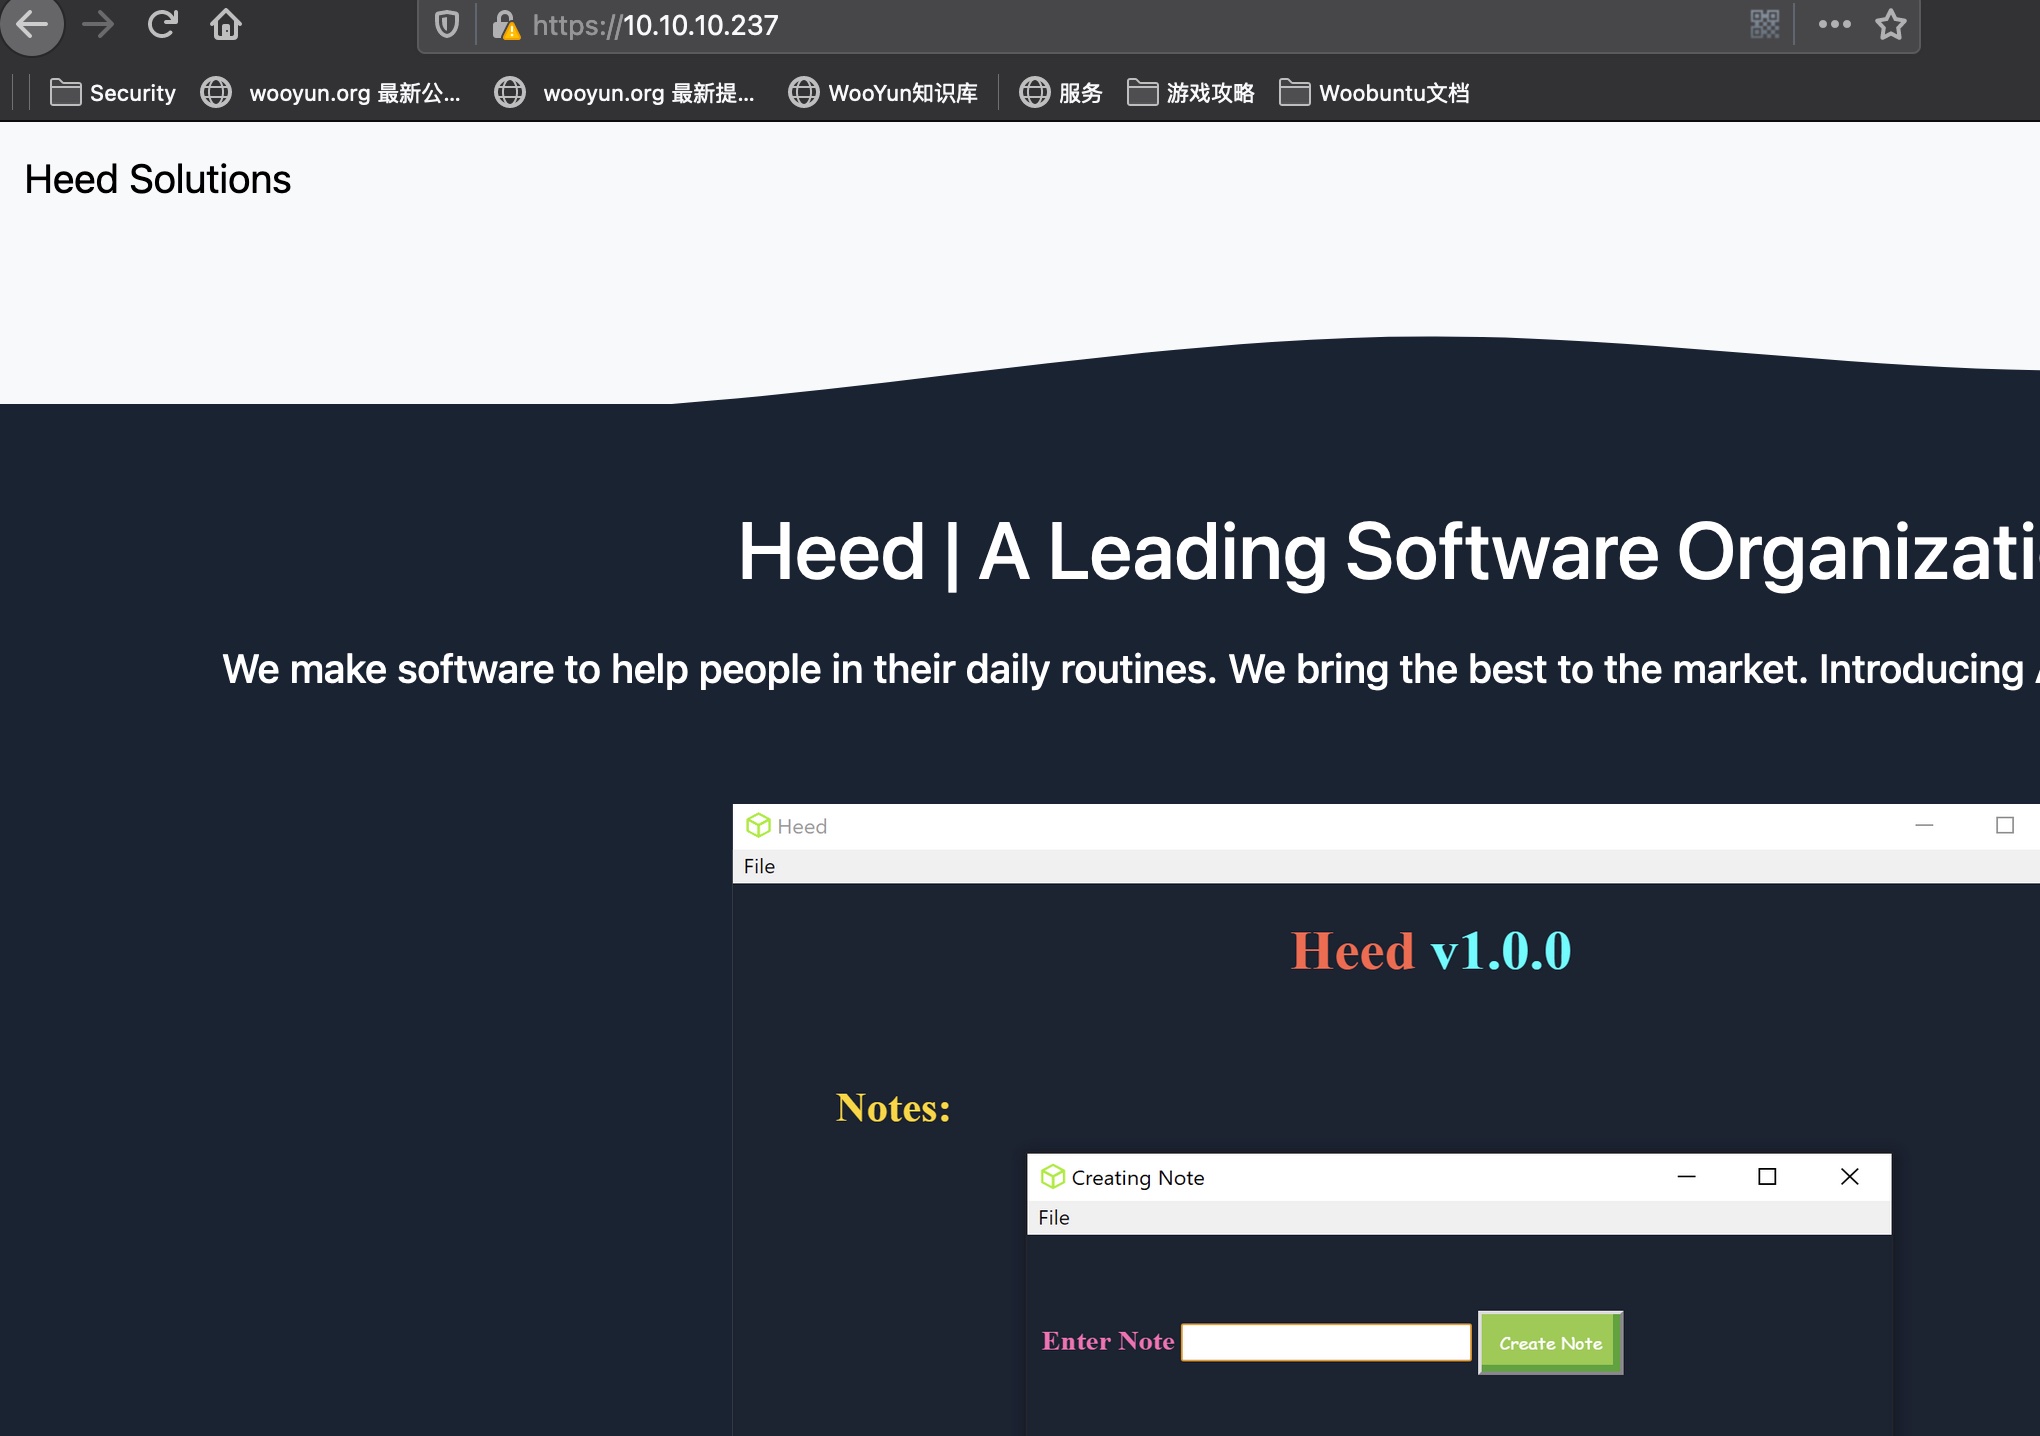 https://10.10.10.237
Security wooyun.org 最新公... wooyun.org 最新提... WooYun知识库 服务 游戏攻略 Woobuntu文档
Heed Solutions
Heed | A Leading Software Organizati
We make software to help people in their daily routines. We bring the best to the market. Introducing
Heed
File
Heed v1.0.0
Notes:
Creating Note
File
Enter Note Create Note